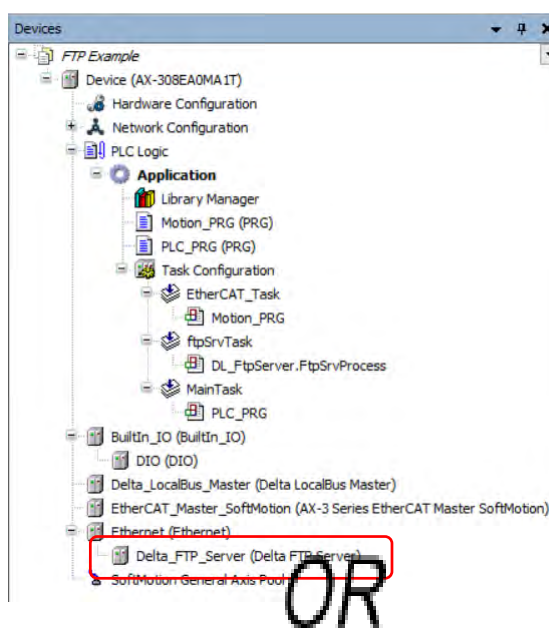 Devices
FTP Example
Device (AX-308EA0MA1T)
Hardware Configuration
Network Configuration
PLC Logic
Application
Library Manager
Motion_PRG (PRG)
PLC_PRG (PRG)
Task Configuration
EtherCAT_Task
Motion_PRG
ftpSrvTask
DL_FtpServer.FtpSrvProcess
MainTask
PLC_PRG
BuiltIn_IO (BuiltIn_IO)
DIO (DIO)
Delta_LocalBus_Master (Delta LocalBus Master)
EtherCAT_Master_SoftMotion (AX-3 Series EtherCAT Master SoftMotion)
Ethernet (Ethernet)
Delta_FTP_Server (Delta FTP Server)
SoftMotion General Axis Pool
OR